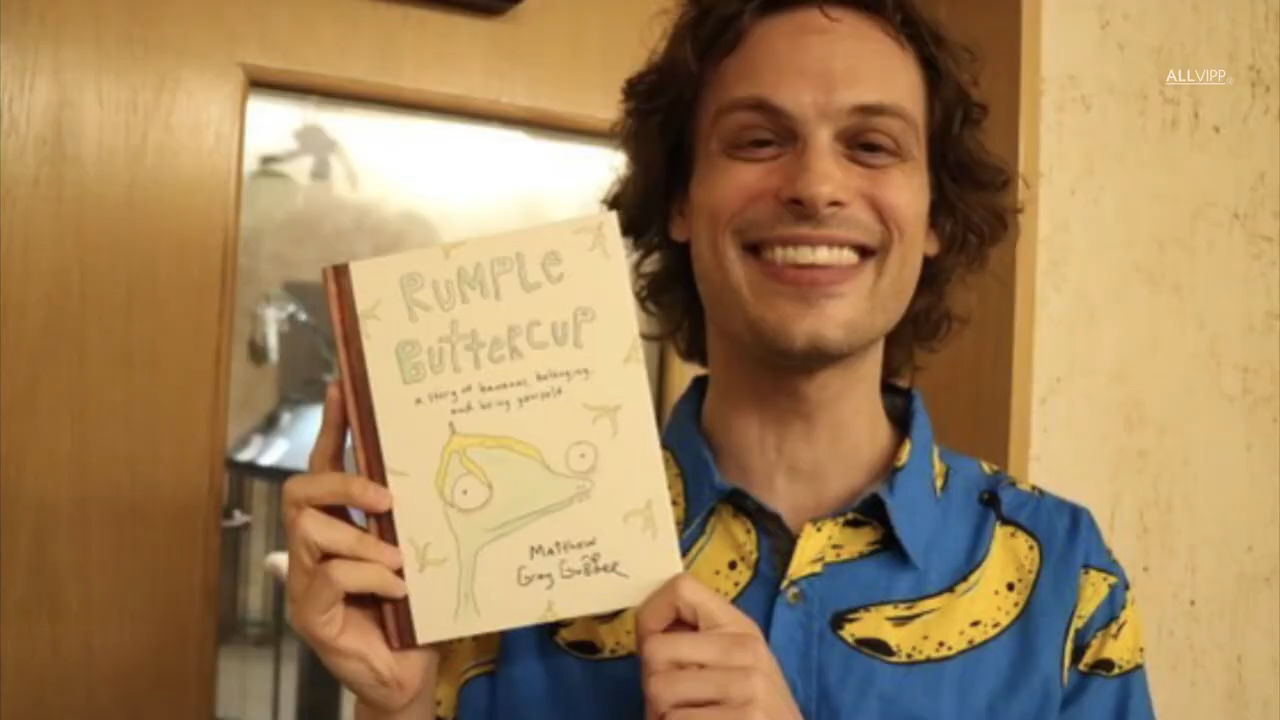 ALLVIPP
RUMPLE
BUTTERCUP
a story of bananas, belonging,
and being yourself
Matthew
Gray Gubler